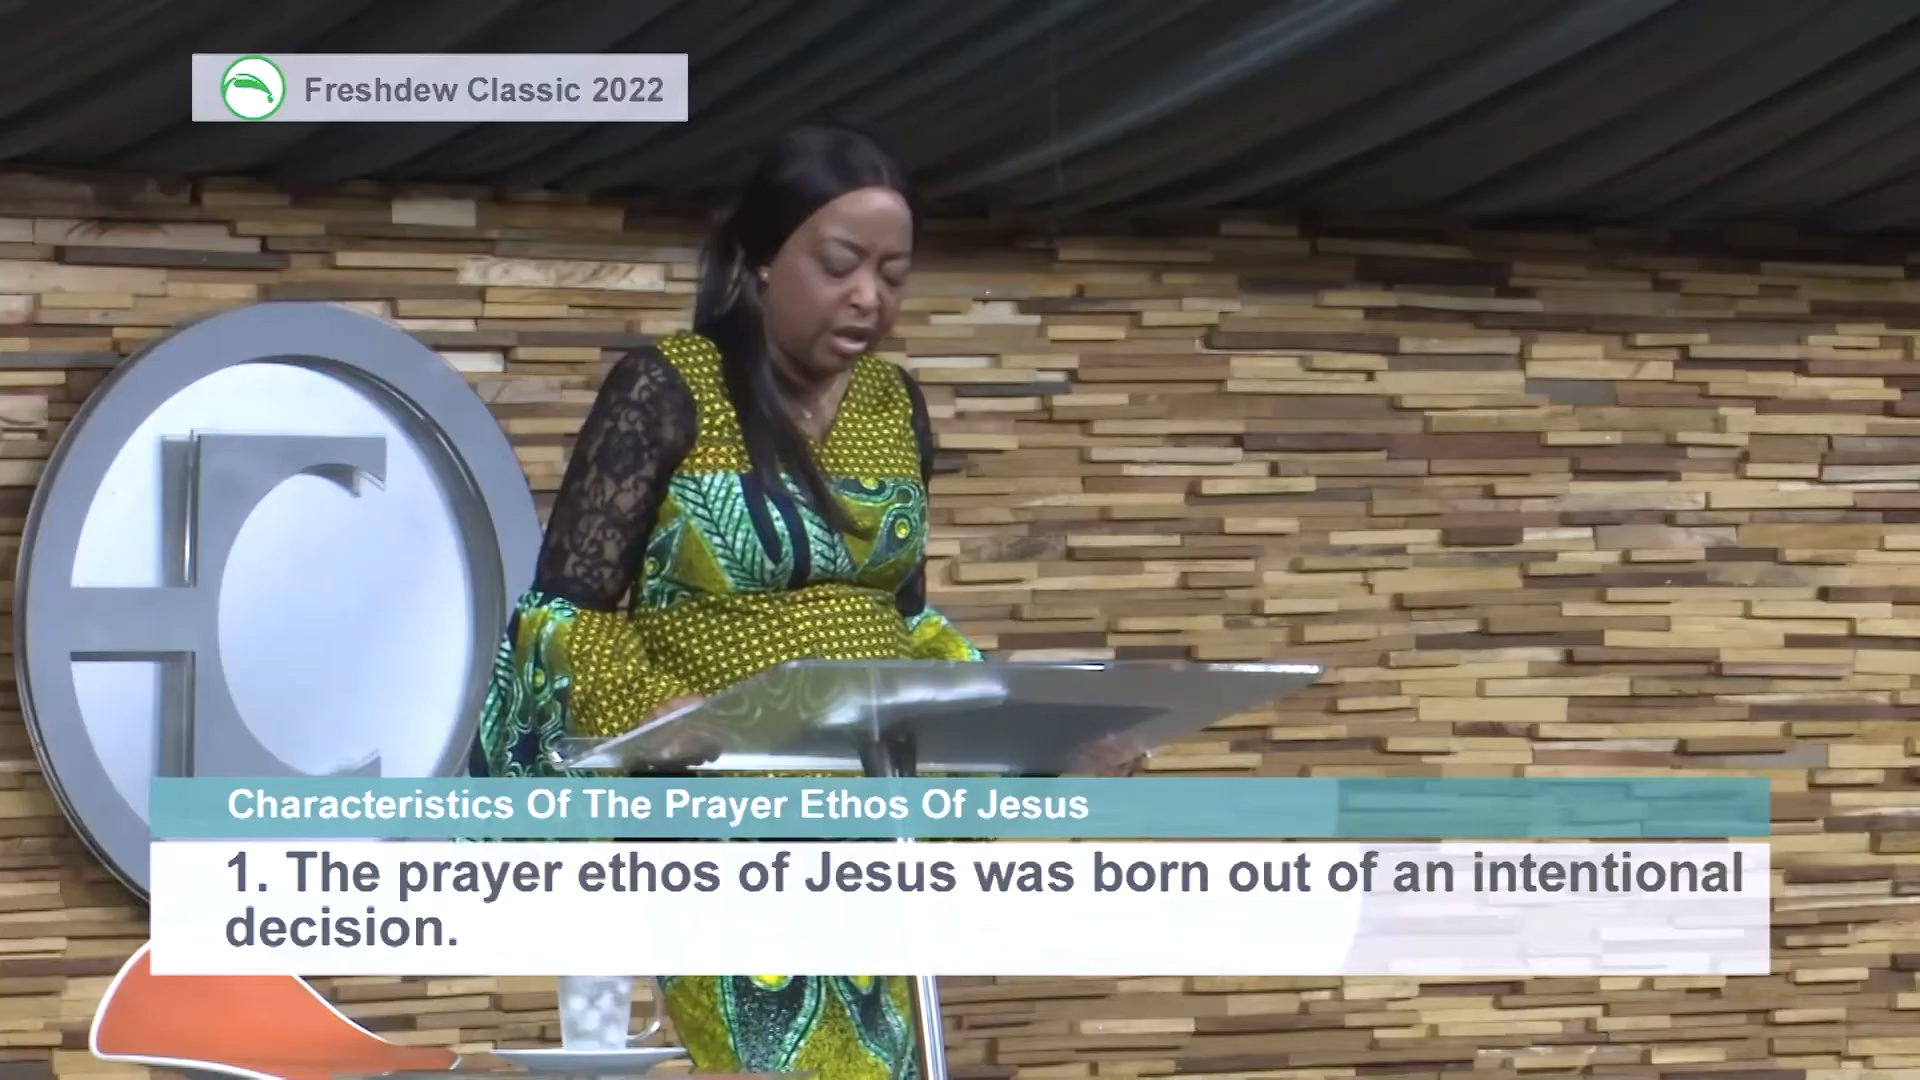 Freshdew Classic 2022
Characteristics Of The Prayer Ethos Of Jesus
1. The prayer ethos of Jesus was born out of an intentional
decision.